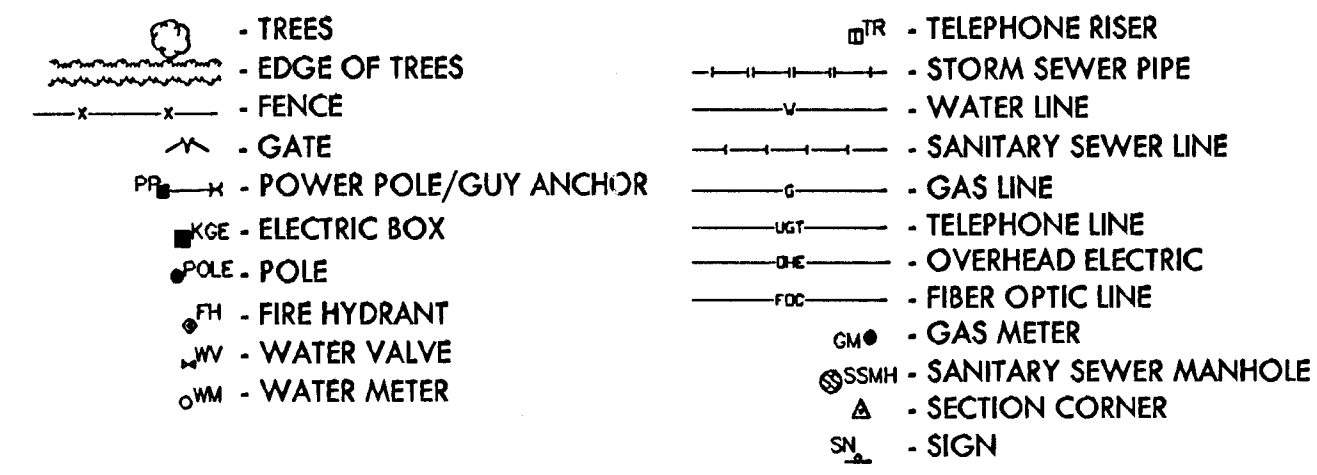 - TREES
- EDGE OF TREES
x x - FENCE
- GATE
PP - POWER POLE/GUY ANCHOR
KGE - ELECTRIC BOX
POLE - POLE
FH - FIRE HYDRANT
WV - WATER VALVE
WM - WATER METER
TR - TELEPHONE RISER
- STORM SEWER PIPE
W - WATER LINE
- SANITARY SEWER LINE
G - GAS LINE
UGT - TELEPHONE LINE
OHE - OVERHEAD ELECTRIC
FOC - FIBER OPTIC LINE
GM - GAS METER
SSMH - SANITARY SEWER MANHOLE
- SECTION CORNER
SN - SIGN